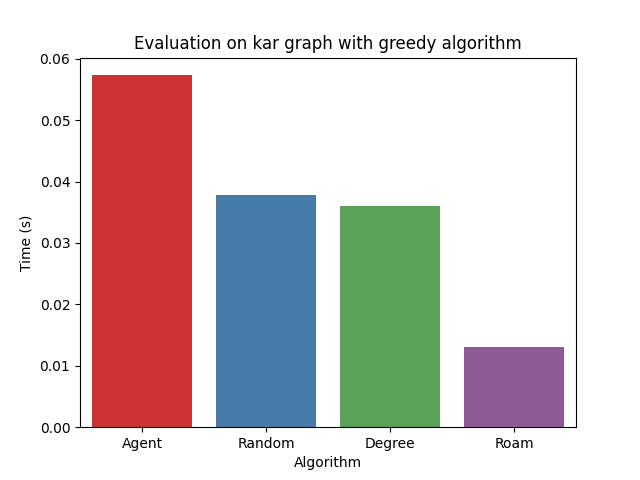 Evaluation on kar graph with greedy algorithm
0.06
0.05
0.04
0.03
0.02
0.01
0.00
Time (s)
Agent Random Degree Roam
Algorithm